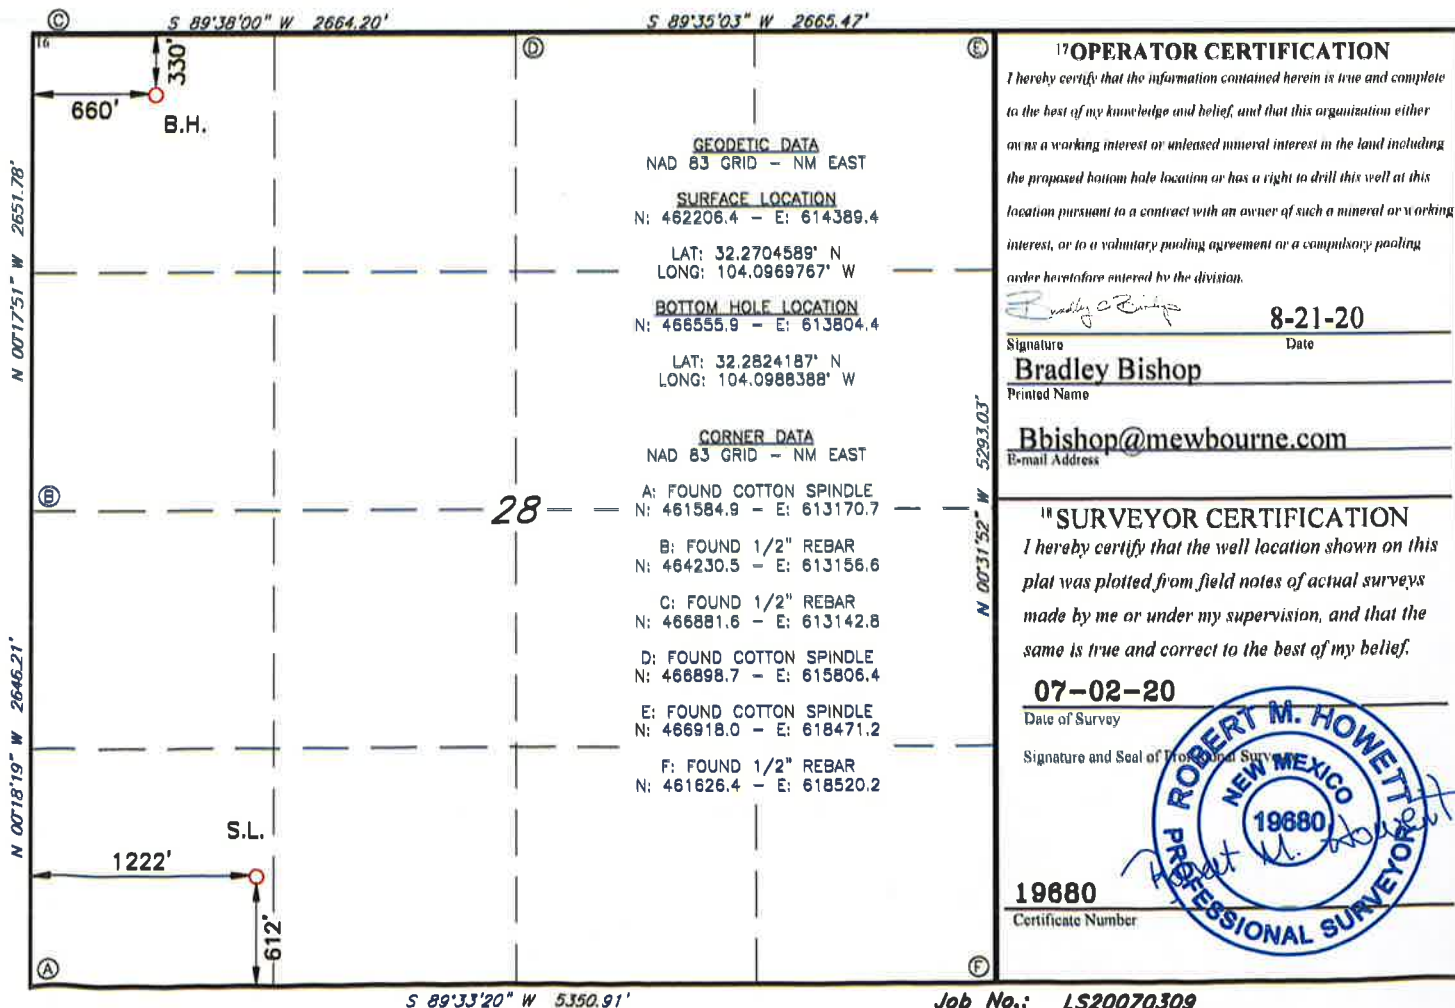 S 89°38'00" W 2664.20'
S 89°35'03" W 2665.47'
C
D
E
16
330'
660'
B.H.
N 00°17'51" W 2651.78'
GEODETIC DATA
NAD 83 GRID – NM EAST
SURFACE LOCATION
N: 462206.4 – E: 614389.4
LAT: 32.2704589° N
LONG: 104.0969767° W
BOTTOM HOLE LOCATION
N: 466555.9 – E: 613804.4
LAT: 32.2824187° N
LONG: 104.0988388° W
CORNER DATA
NAD 83 GRID – NM EAST
A: FOUND COTTON SPINDLE
N: 461584.9 – E: 613170.7
B: FOUND 1/2" REBAR
N: 464230.5 – E: 613156.6
C: FOUND 1/2" REBAR
N: 466881.6 – E: 613142.8
D: FOUND COTTON SPINDLE
N: 466898.7 – E: 615806.4
E: FOUND COTTON SPINDLE
N: 466918.0 – E: 618471.2
F: FOUND 1/2" REBAR
N: 461626.4 – E: 618520.2
B
28
N 00°31'52" W 5293.03'
N 00°18'19" W 2646.21'
S.L.
1222'
612'
A
F
S 89°33'20" W 5350.91'
17 OPERATOR CERTIFICATION
I hereby certify that the information contained herein is true and complete
to the best of my knowledge and belief, and that this organization either
owns a working interest or unleased mineral interest in the land including
the proposed bottom hole location or has a right to drill this well at this
location pursuant to a contract with an owner of such a mineral or working
interest, or to a voluntary pooling agreement or a compulsory pooling
order heretofore entered by the division.
Bradley C Bishop
8-21-20
Signature Date
Bradley Bishop
Printed Name
Bbishop@mewbourne.com
E-mail Address
18 SURVEYOR CERTIFICATION
I hereby certify that the well location shown on this
plat was plotted from field notes of actual surveys
made by me or under my supervision, and that the
same is true and correct to the best of my belief.
07-02-20
Date of Survey
Signature and Seal of Professional Surveyor
ROBERT M. HOWETT
NEW MEXICO
19680
PROFESSIONAL SURVEYOR
Robert M. Howett
19680
Certificate Number
Job No.: LS20070309